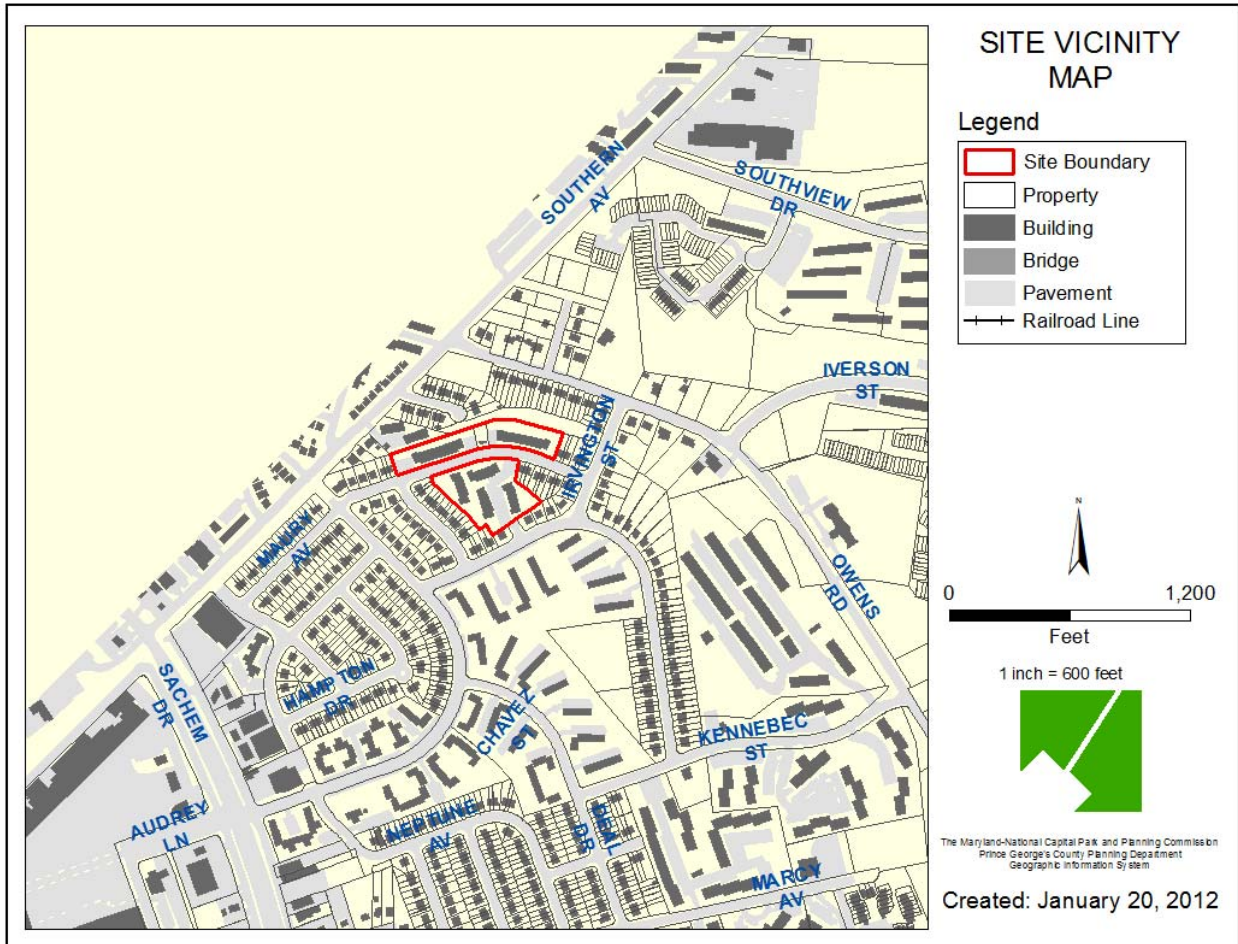 SITE VICINITY
MAP
Legend
Site Boundary
Property
Building
Bridge
Pavement
Railroad Line
SOUTHERN
AV
SOUTHVIEW
DR
IVERSON
ST
IRVINGTON
ST
MAURY
AV
OWENS
RD
SACHEM
DR
HAMPTON
DR
CHAVEZ
ST
KENNEBEC
ST
AUDREY
LN
NEPTUNE
AV
DEAL
DR
MARCY
AV
N
0 1,200
Feet
1 inch = 600 feet
The Maryland-National Capital Park and Planning Commission
Prince George's County Planning Department
Geographic Information System
Created: January 20, 2012